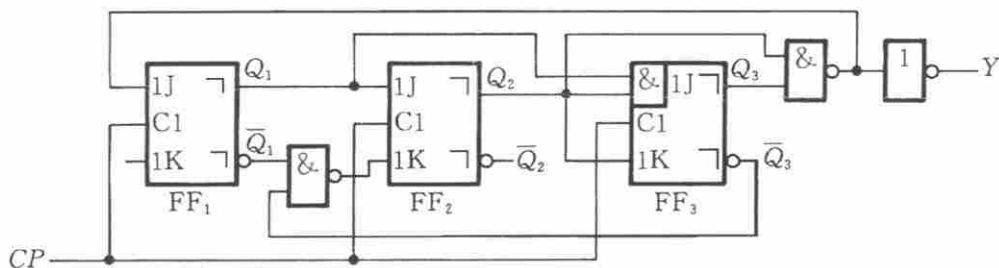 1J
C1
1K
Q₁
Q̅₁
FF₁
&
1J
C1
1K
Q₂
Q̅₂
FF₂
&
1J
C1
1K
Q₃
Q̅₃
FF₃
&
1
Y
CP